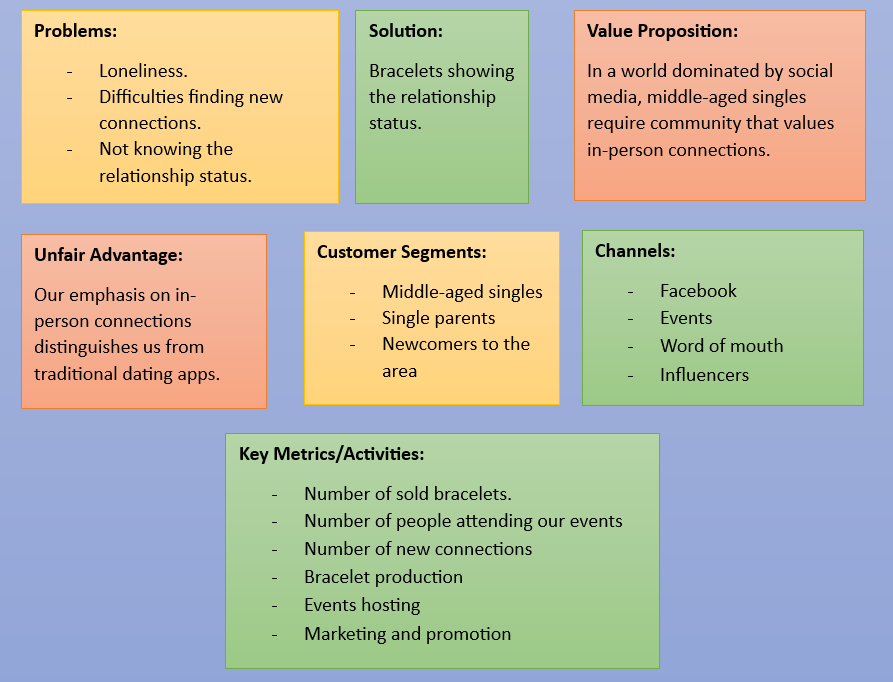 Problems:
- Loneliness.
- Difficulties finding new
connections.
- Not knowing the
relationship status.
Solution:
Bracelets showing
the relationship
status.
Value Proposition:
In a world dominated by social
media, middle-aged singles
require community that values
in-person connections.
Unfair Advantage:
Our emphasis on in-
person connections
distinguishes us from
traditional dating apps.
Customer Segments:
- Middle-aged singles
- Single parents
- Newcomers to the
area
Channels:
- Facebook
- Events
- Word of mouth
- Influencers
Key Metrics/Activities:
- Number of sold bracelets.
- Number of people attending our events
- Number of new connections
- Bracelet production
- Events hosting
- Marketing and promotion